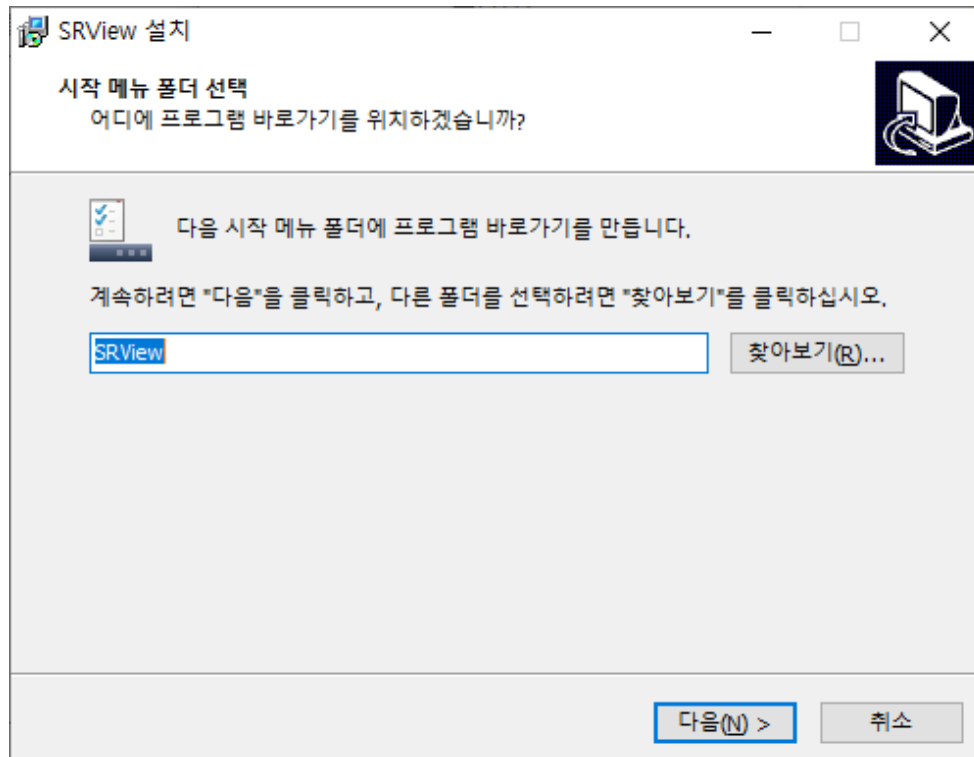 SRView 설치
시작 메뉴 폴더 선택
어디에 프로그램 바로가기를 위치하겠습니까?
다음 시작 메뉴 폴더에 프로그램 바로가기를 만듭니다.
계속하려면 "다음"을 클릭하고, 다른 폴더를 선택하려면 "찾아보기"를 클릭하십시오.
SRView
찾아보기(R)...
다음(N) >
취소